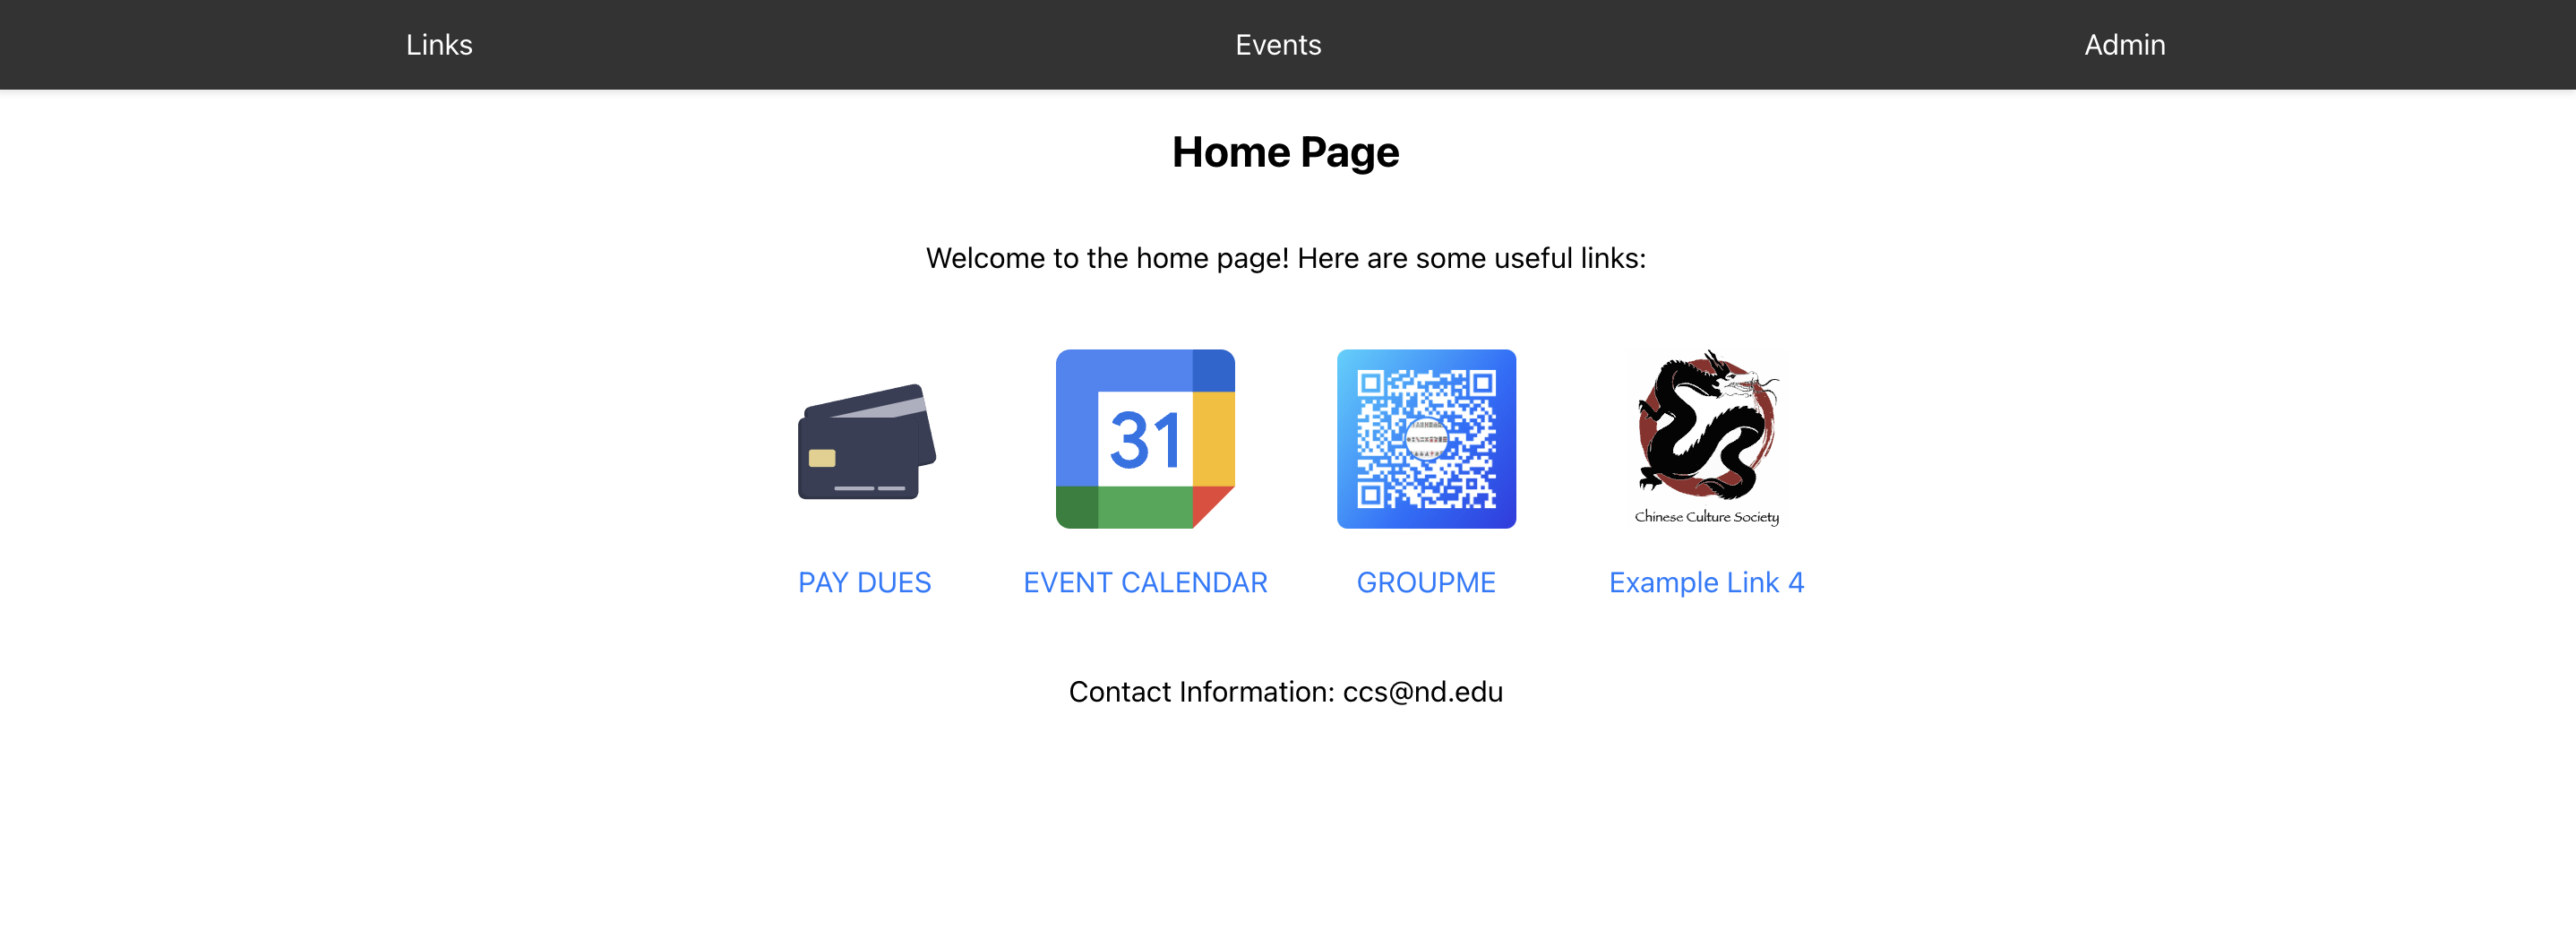 Links Events Admin
Home Page
Welcome to the home page! Here are some useful links:
31
Chinese Culture Society
PAY DUES EVENT CALENDAR GROUPME Example Link 4
Contact Information: ccs@nd.edu